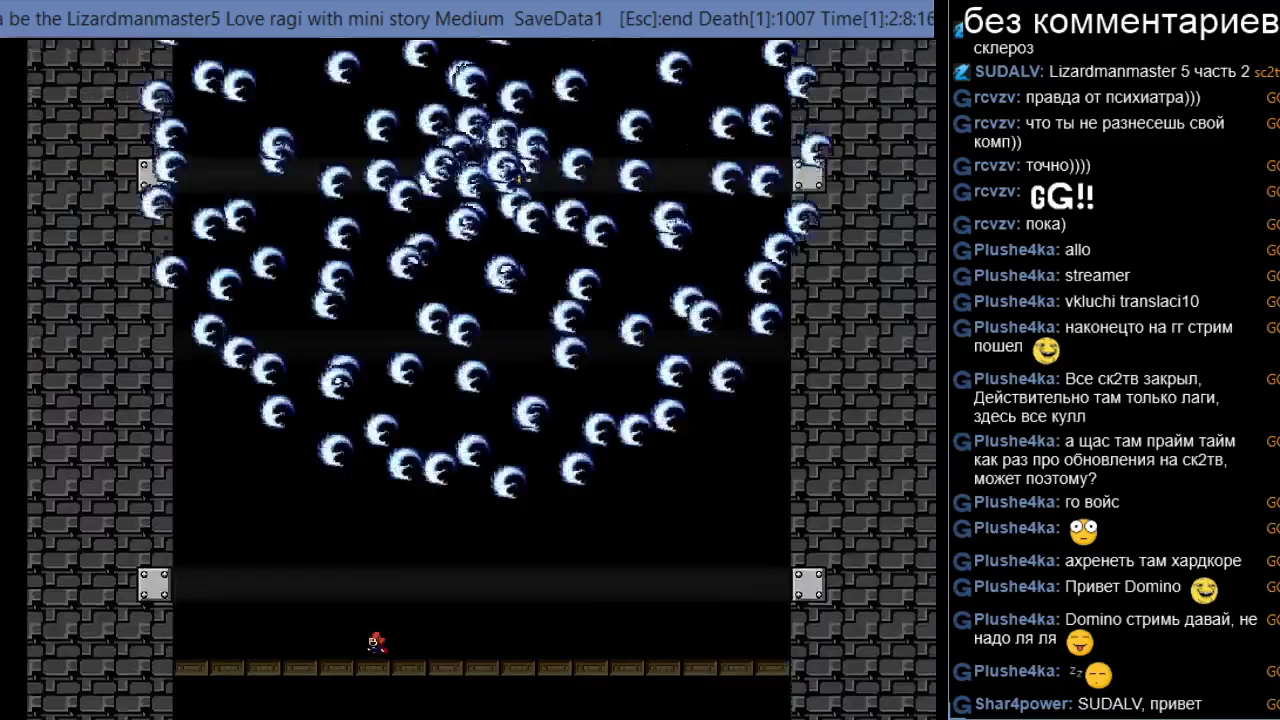 a be the Lizardmanmaster5 Love ragi with mini story Medium  SaveData1    [Esc]:end Death[1]:1007 Time[1]:2:8:16
без комментариев
склероз
SUDALV: Lizardmanmaster 5 часть 2 sc2t
rcvzv: правда от психиатра)))
rcvzv: что ты не разнесешь свой
комп))
rcvzv: точно))))
rcvzv: GG!!
rcvzv: пока)
Plushe4ka: allo
Plushe4ka: streamer
Plushe4ka: vkluchi translaci10
Plushe4ka: наконецто на гг стрим
пошел
Plushe4ka: Все ск2тв закрыл,
Действительно там только лаги,
здесь все кулл
Plushe4ka: а щас там прайм тайм
как раз про обновления на ск2тв,
может поэтому?
Plushe4ka: го войс
Plushe4ka:
Plushe4ka: ахренеть там хардкоре
Plushe4ka: Привет Domino
Plushe4ka: Domino стримь давай, не
надо ля ля
Plushe4ka:
Shar4power: SUDALV, привет